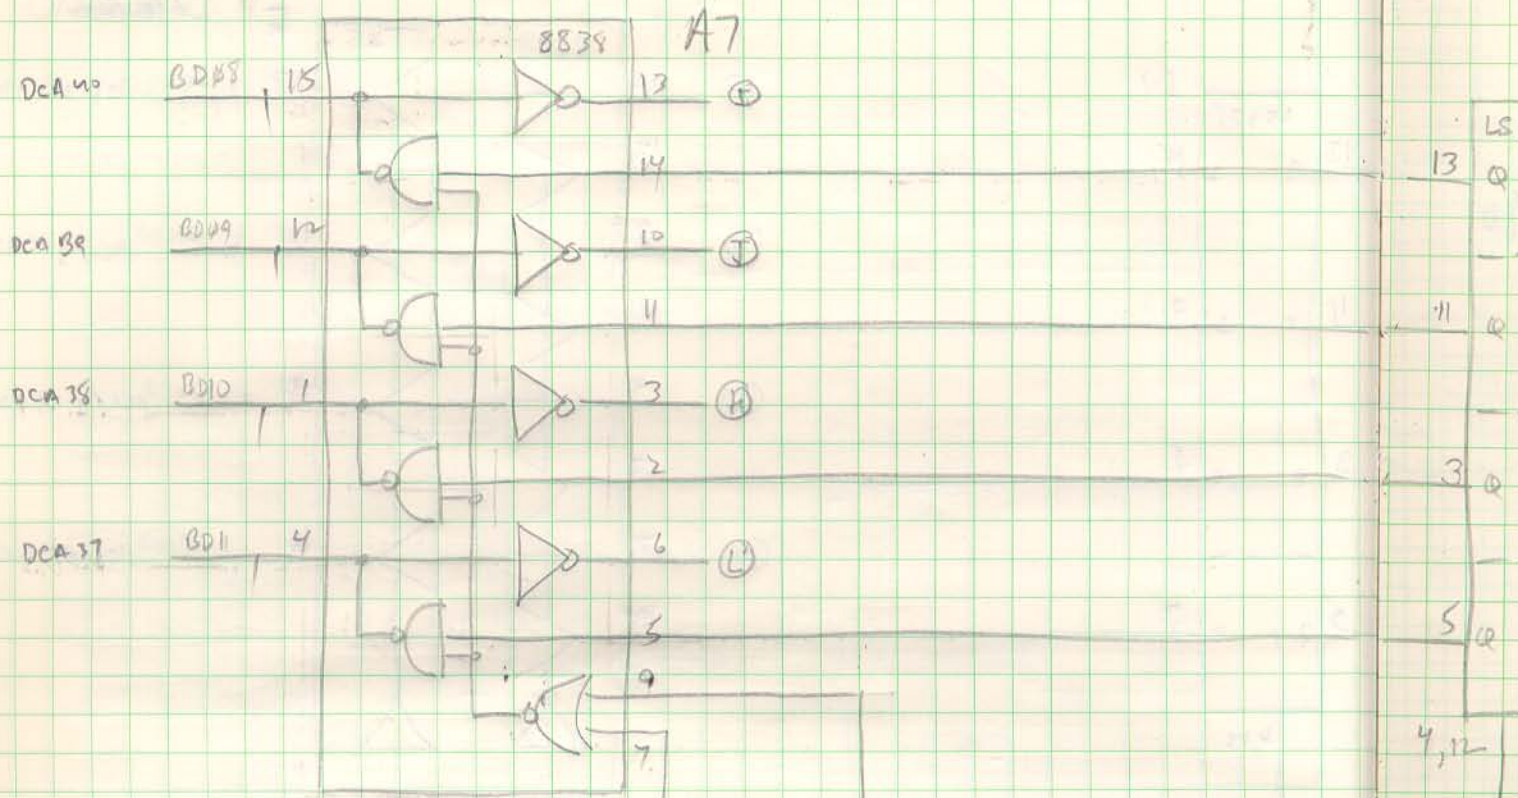 8838 A7
DCA 40 BD08 15 13
14 13 Q
LS
DCA 39 BD09 12 10 J
11 11 Q
DCA 38 BD10 1 3 H
2 3 Q
DCA 37 BD11 4 6 L
5 5 Q
9
7 4,12